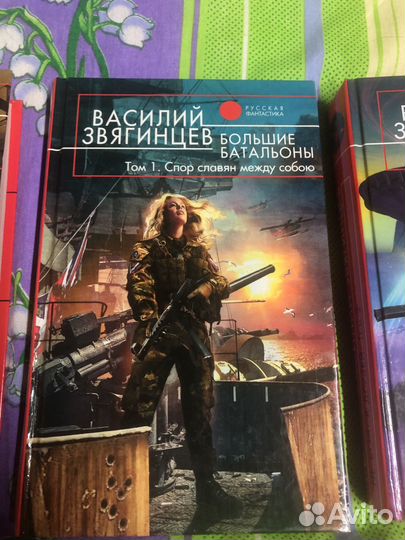 ВАСИЛИЙ
ЗВЯГИНЦЕВ
РУССКАЯ
ФАНТАСТИКА
БОЛЬШИЕ
БАТАЛЬОНЫ
Том 1. Спор славян между собою
Avito